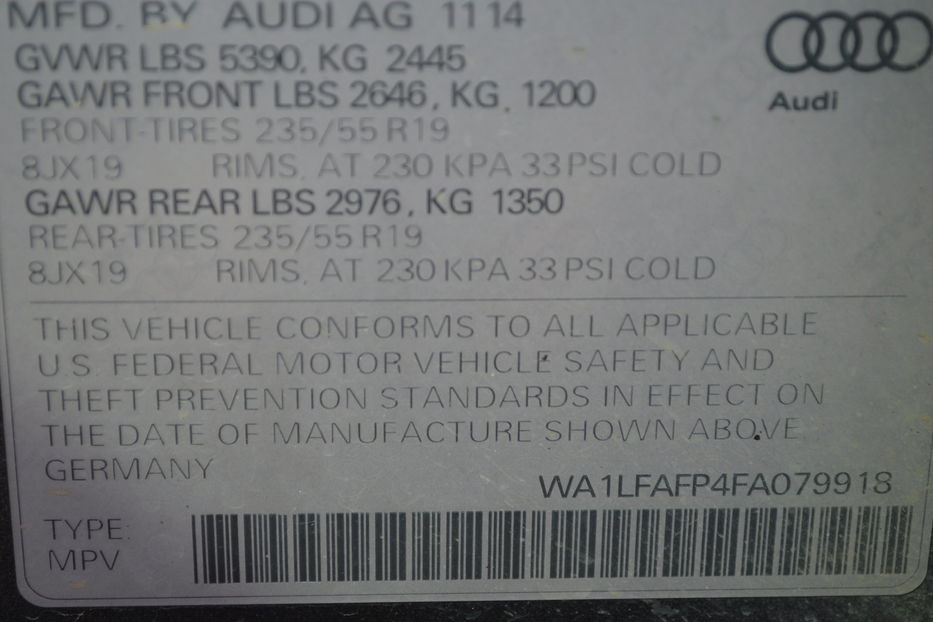 MFD. BY AUDI AG 11 14
GVWR LBS 5390, KG 2445
GAWR FRONT LBS 2646, KG. 1200
FRONT-TIRES 235/55 R19
8JX19 RIMS, AT 230 KPA 33 PSI COLD
GAWR REAR LBS 2976, KG 1350
REAR-TIRES 235/55 R19
8JX19 RIMS, AT 230 KPA 33 PSI COLD
Audi
THIS VEHICLE CONFORMS TO ALL APPLICABLE
U.S. FEDERAL MOTOR VEHICLE SAFETY AND
THEFT PREVENTION STANDARDS IN EFFECT ON
THE DATE OF MANUFACTURE SHOWN ABOVE.
GERMANY
WA1LFAFP4FA079918
TYPE:
MPV